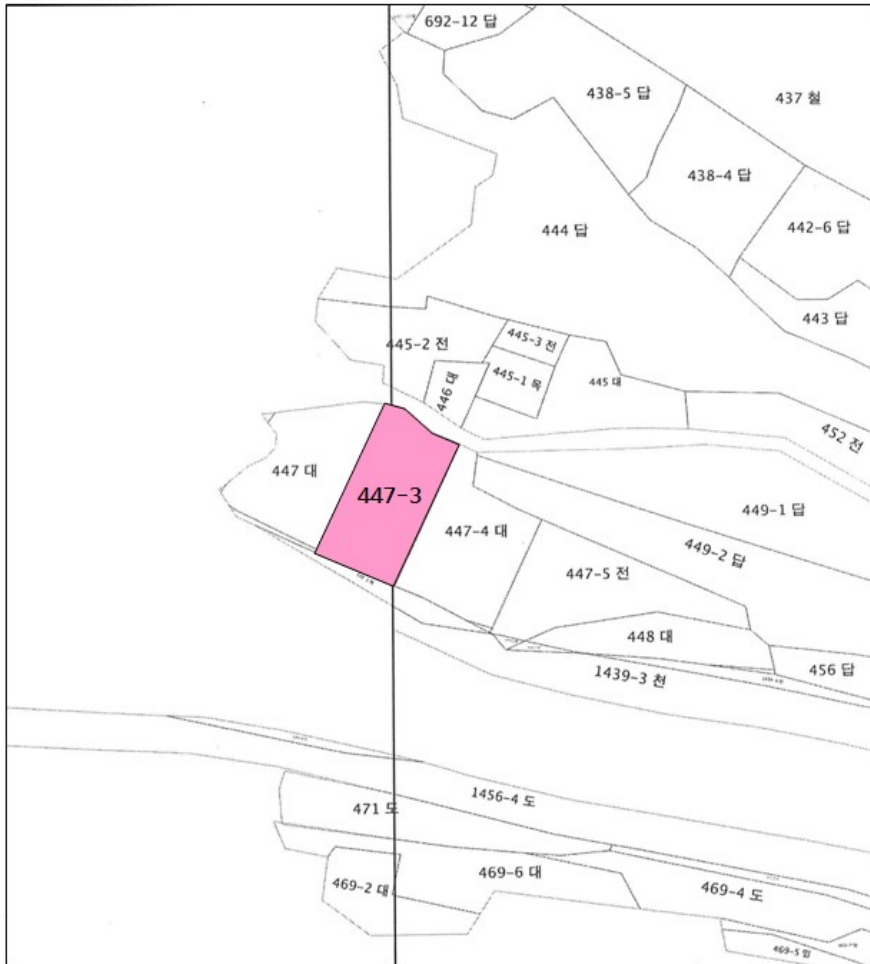 692-12 답
437 철
438-5 답
438-4 답
442-6 답
444 답
443 답
445-2 전
445-3 전
445-1 목
446 대
445 대
452 전
447 대
447-3
447-4 대
449-1 답
449-2 답
447-5 전
448 대
456 답
1439-3 천
1456-4 도
471 도
469-6 대
469-2 대
469-4 도
469-5 임